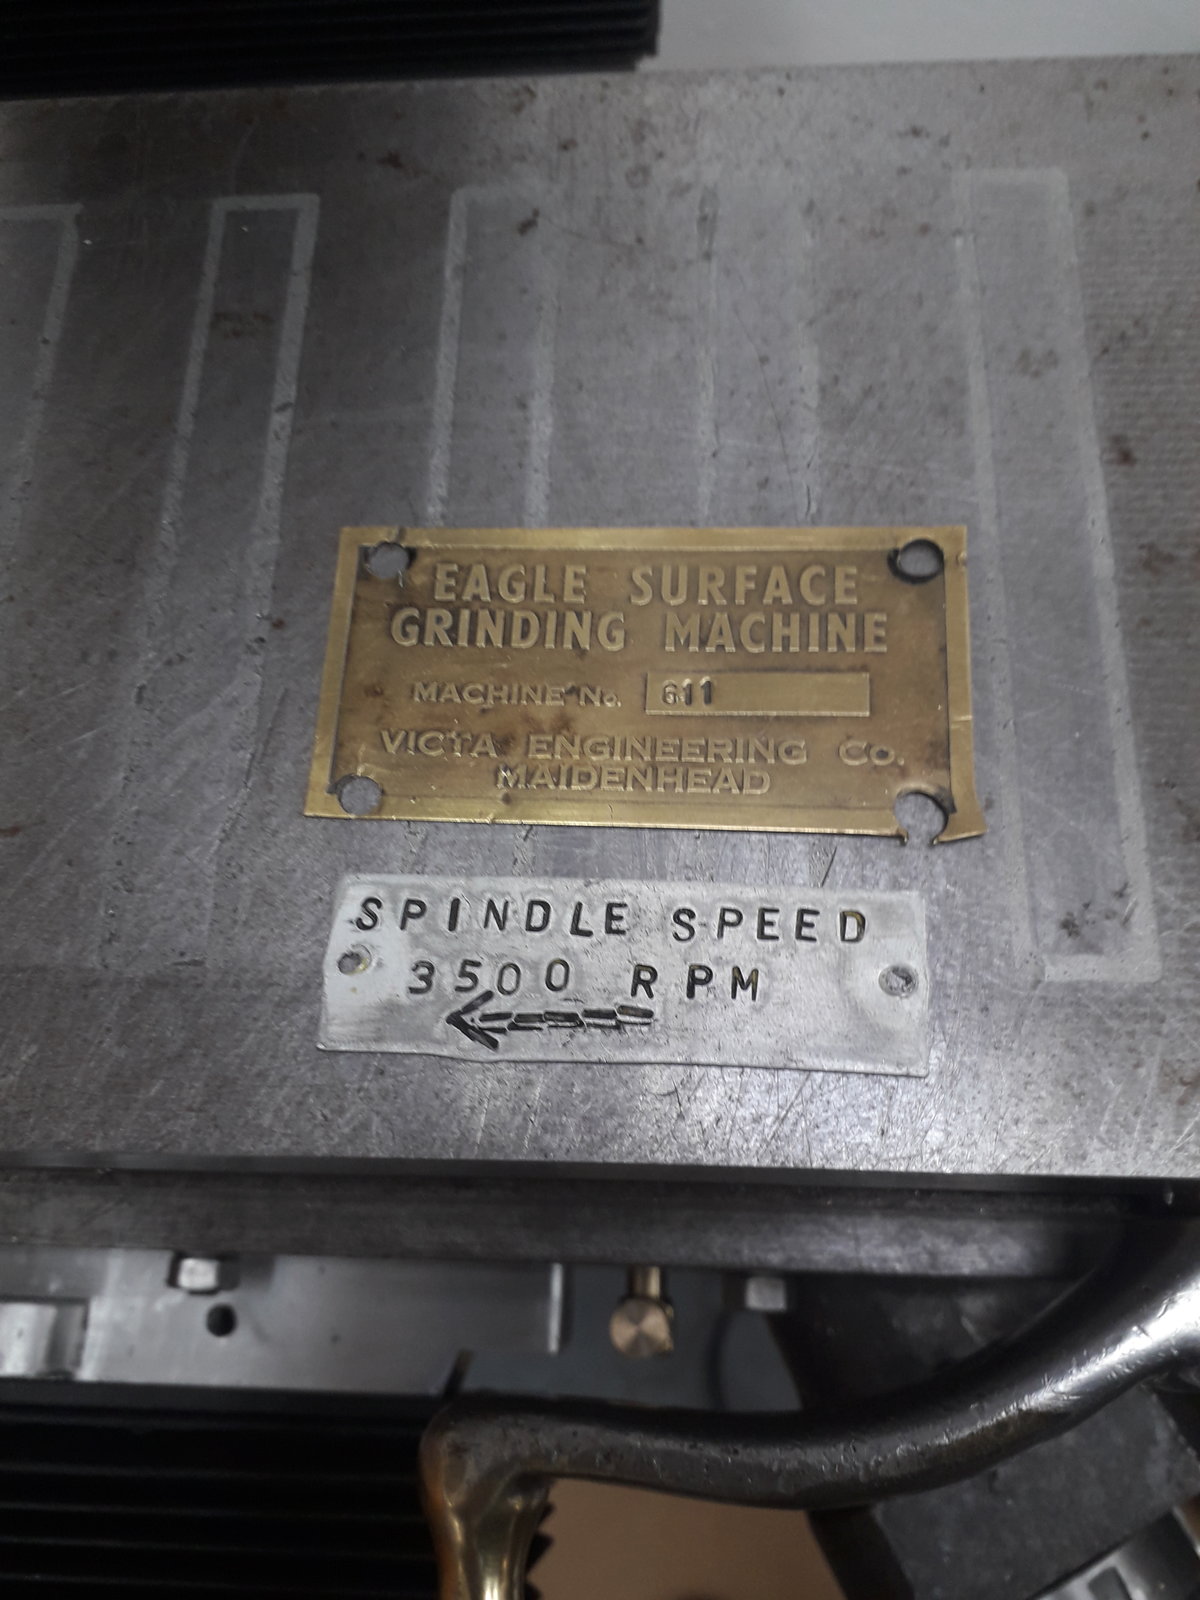 EAGLE SURFACE
GRINDING MACHINE
MACHINE No. 611
VICTA ENGINEERING Co.
MAIDENHEAD
SPINDLE SPEED
3500 RPM